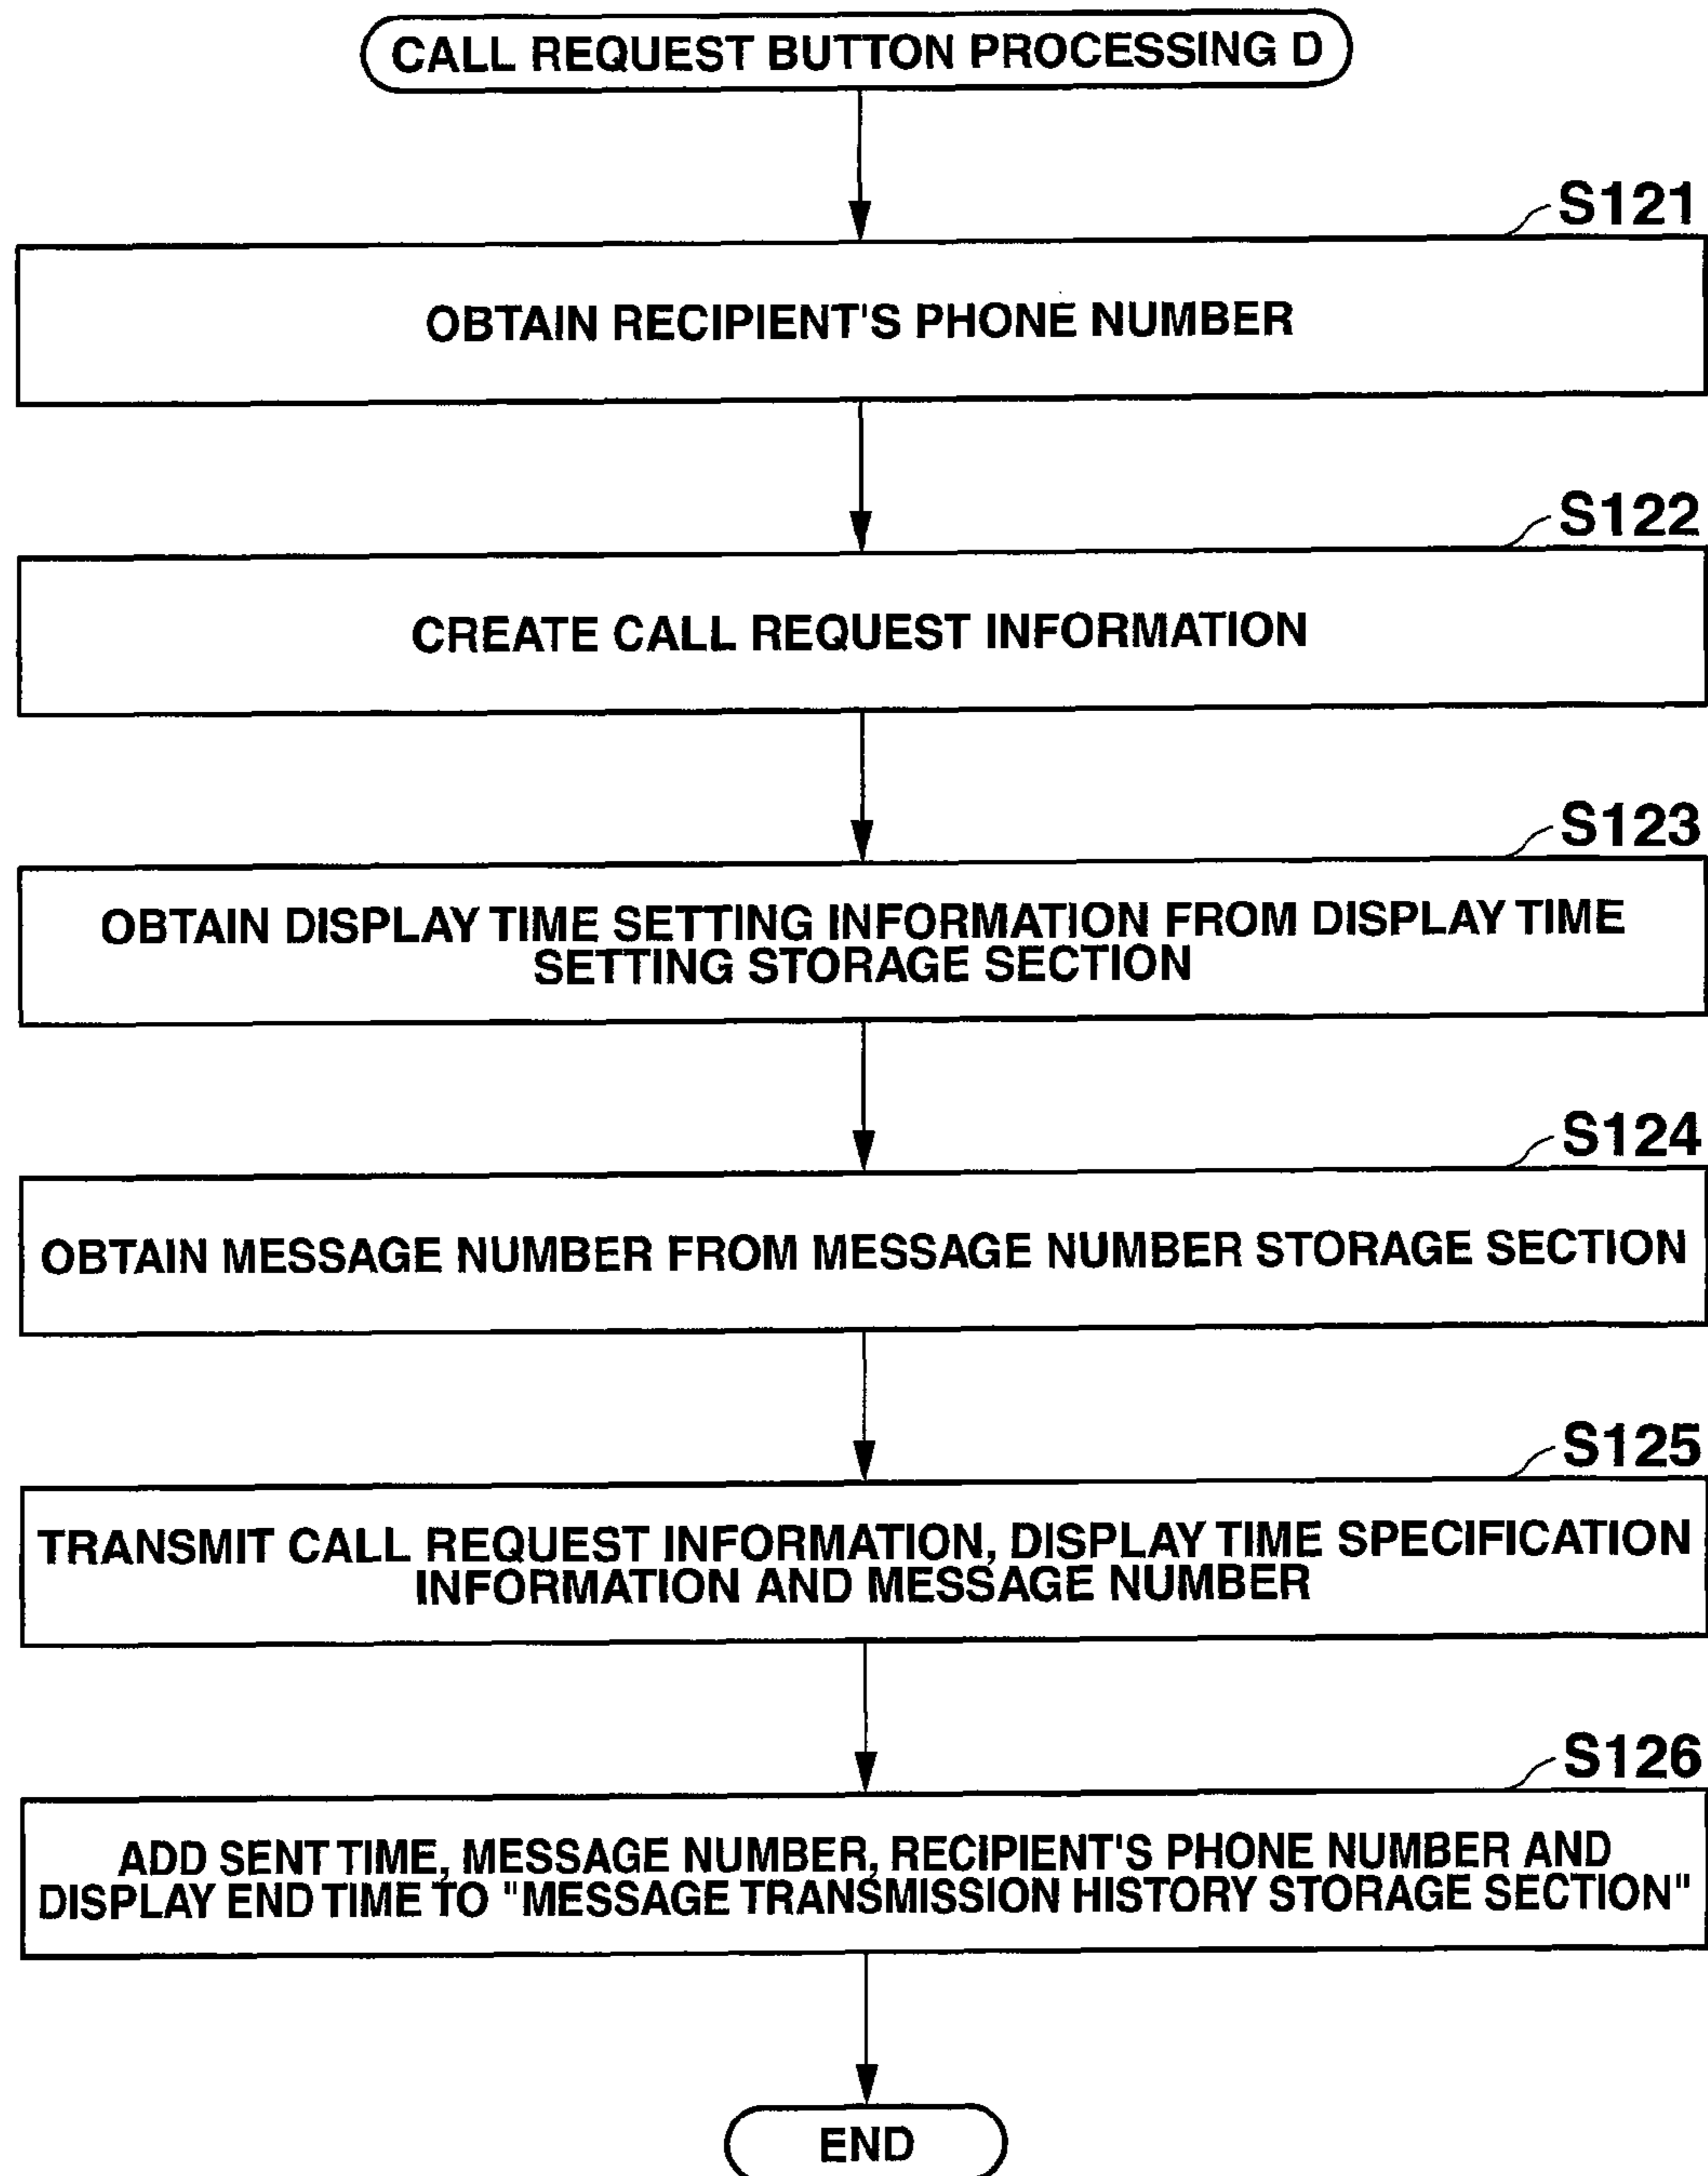 CALL REQUEST BUTTON PROCESSING D
S121
OBTAIN RECIPIENT'S PHONE NUMBER
S122
CREATE CALL REQUEST INFORMATION
S123
OBTAIN DISPLAY TIME SETTING INFORMATION FROM DISPLAY TIME
SETTING STORAGE SECTION
S124
OBTAIN MESSAGE NUMBER FROM MESSAGE NUMBER STORAGE SECTION
S125
TRANSMIT CALL REQUEST INFORMATION, DISPLAY TIME SPECIFICATION
INFORMATION AND MESSAGE NUMBER
S126
ADD SENT TIME, MESSAGE NUMBER, RECIPIENT'S PHONE NUMBER AND
DISPLAY END TIME TO "MESSAGE TRANSMISSION HISTORY STORAGE SECTION"
END